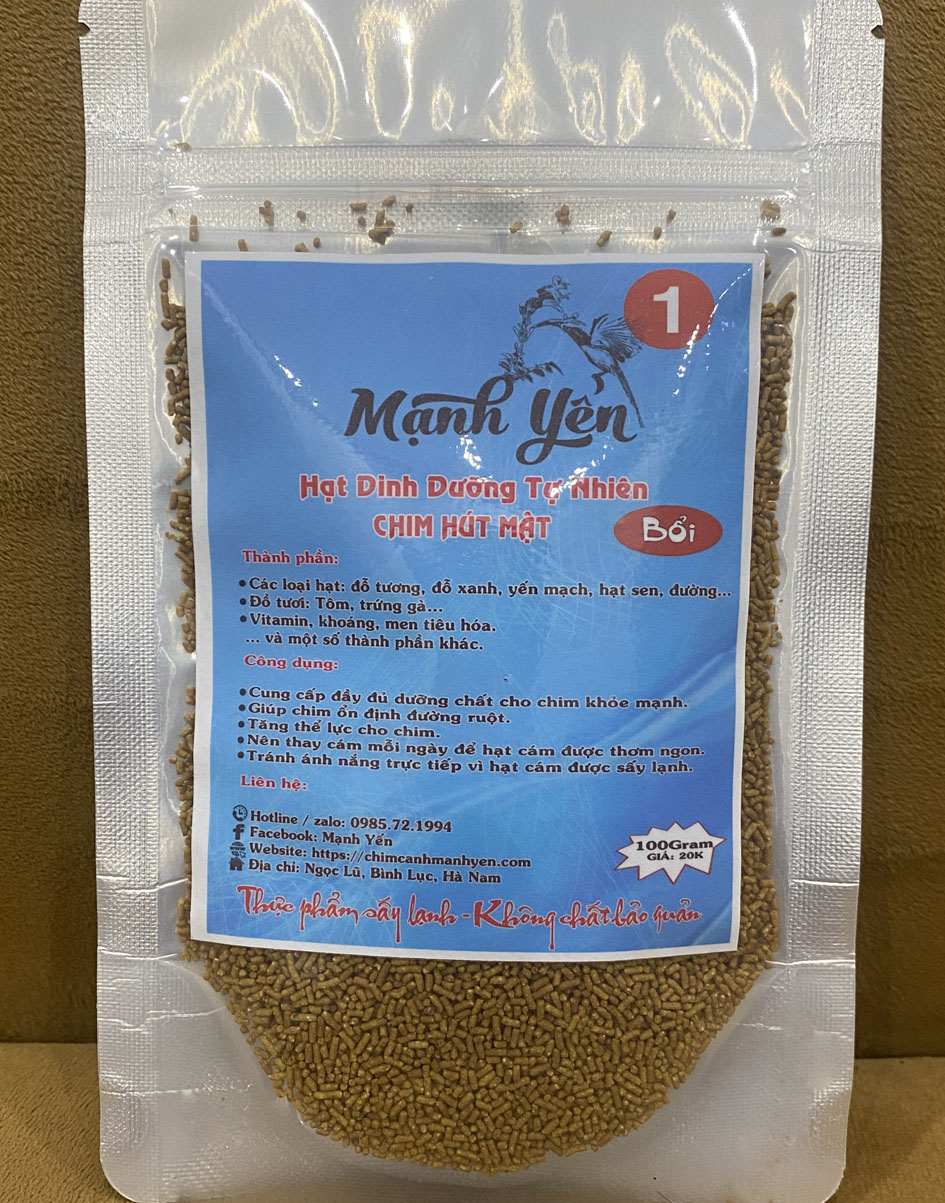 1
Mạnh Yến
Hạt Dinh Dưỡng Tự Nhiên
CHIM HÚT MẬT
Bổi
Thành phần:
• Các loại hạt: đỗ tương, đỗ xanh, yến mạch, hạt sen, đường...
• Đồ tươi: Tôm, trứng gà...
• Vitamin, khoáng, men tiêu hóa.
... và một số thành phần khác.
Công dụng:
• Cung cấp đầy đủ dưỡng chất cho chim khỏe mạnh.
• Giúp chim ổn định đường ruột.
• Tăng thể lực cho chim.
• Nên thay cám mỗi ngày để hạt cám được thơm ngon.
• Tránh ánh nắng trực tiếp vì hạt cám được sấy lạnh.
Liên hệ:
Hotline / zalo: 0985.72.1994
Facebook: Mạnh Yến
Website: https://chimcanhmanhyen.com
Địa chỉ: Ngọc Lũ, Bình Lục, Hà Nam
100Gram
GIÁ: 20K
Thực phẩm sấy lạnh - Không chất bảo quản